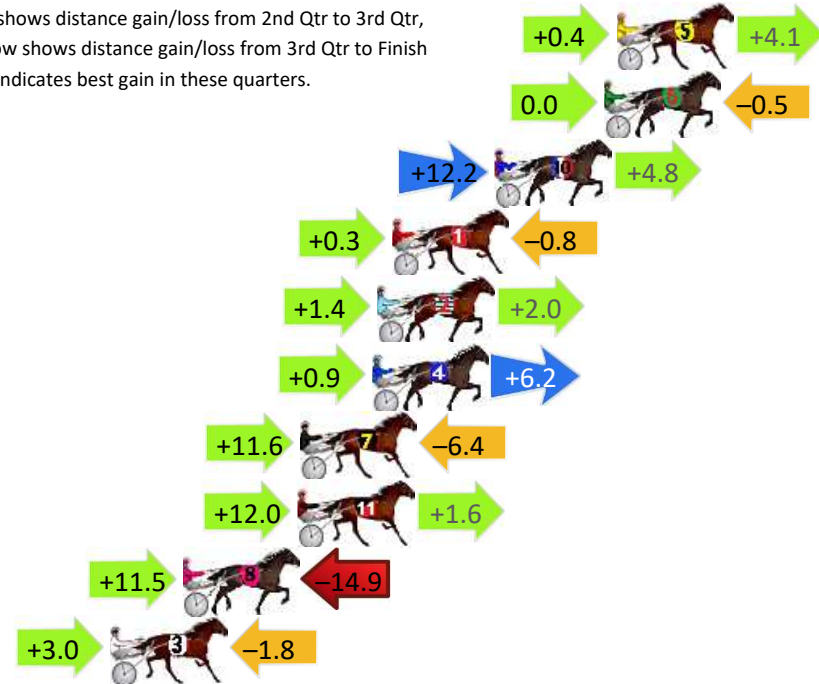 shows distance gain/loss from 2nd Qtr to 3rd Qtr,
ow shows distance gain/loss from 3rd Qtr to Finish
ndicates best gain in these quarters.
+0.4 5 +4.1
0.0 6 –0.5
+12.2 10 +4.8
+0.3 1 –0.8
+1.4 2 +2.0
+0.9 4 +6.2
+11.6 7 –6.4
+12.0 11 +1.6
+11.5 8 –14.9
+3.0 3 –1.8